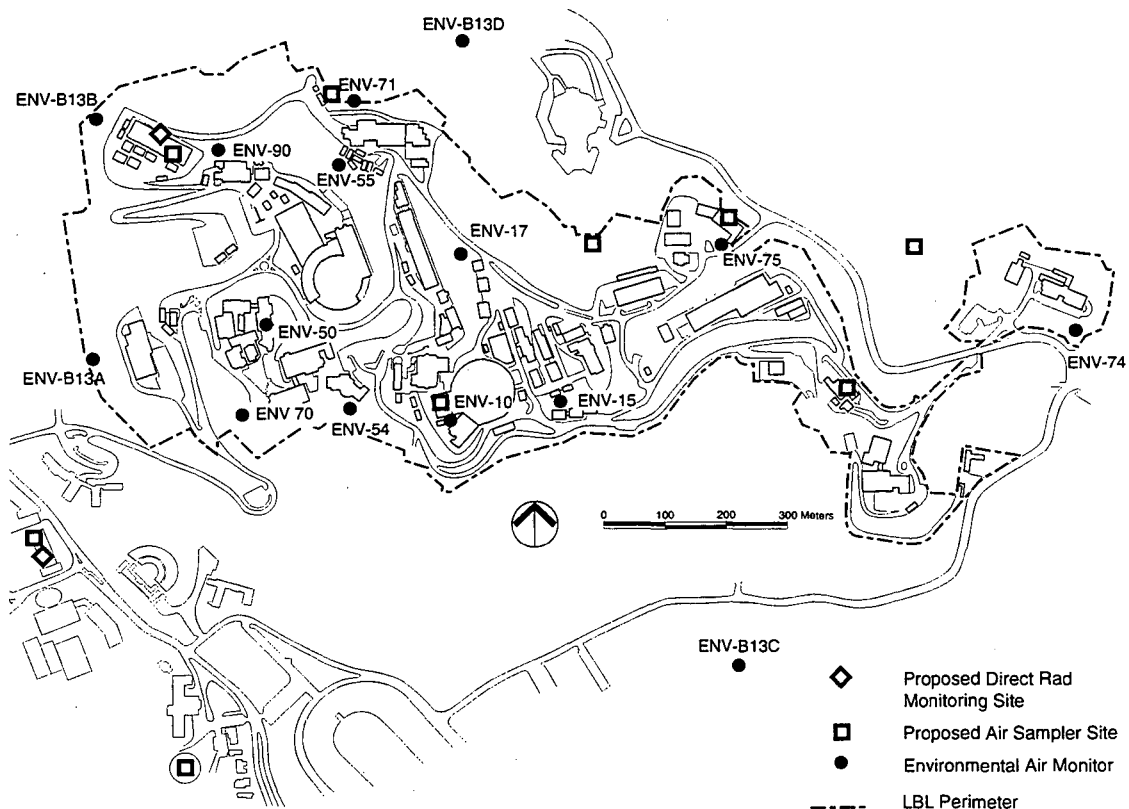 ENV-B13D
ENV-71
ENV-B13B
ENV-90
ENV-55
ENV-17
ENV-75
ENV-50
ENV-74
ENV-B13A
ENV 70
ENV-54
ENV-10
ENV-15
0 100 200 300 Meters
ENV-B13C
Proposed Direct Rad
Monitoring Site
Proposed Air Sampler Site
Environmental Air Monitor
LBL Perimeter